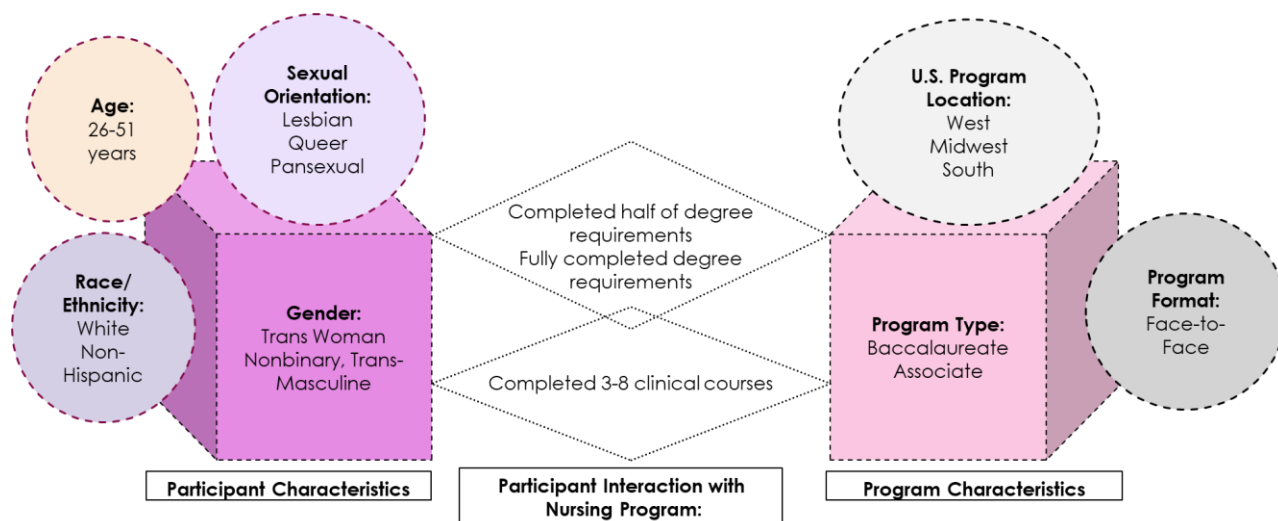 Age:
26-51
years
Sexual
Orientation:
Lesbian
Queer
Pansexual
Race/
Ethnicity:
White
Non-
Hispanic
Gender:
Trans Woman
Nonbinary, Trans-
Masculine
Participant Characteristics
Completed half of degree
requirements
Fully completed degree
requirements
Completed 3-8 clinical courses
Participant Interaction with
Nursing Program:
U.S. Program
Location:
West
Midwest
South
Program Type:
Baccalaureate
Associate
Program
Format:
Face-to-
Face
Program Characteristics